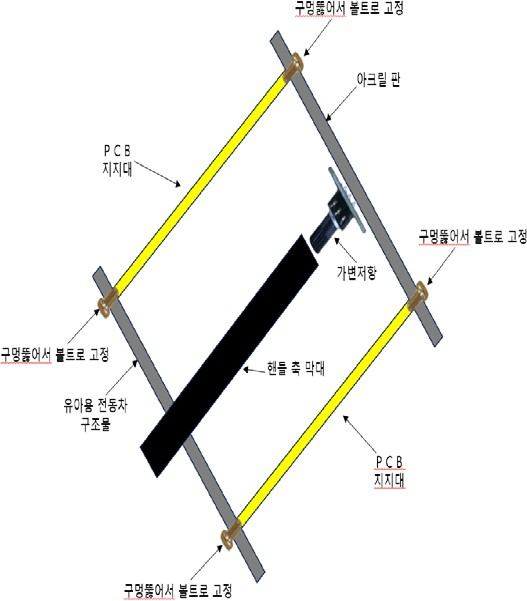 구멍뚫어서 볼트로 고정
아크릴 판
P C B
지지대
구멍뚫어서 볼트로 고정
가변저항
구멍뚫어서 볼트로 고정
핸들 축 막대
유아용 전동차
구조물
P C B
지지대
구멍뚫어서 볼트로 고정